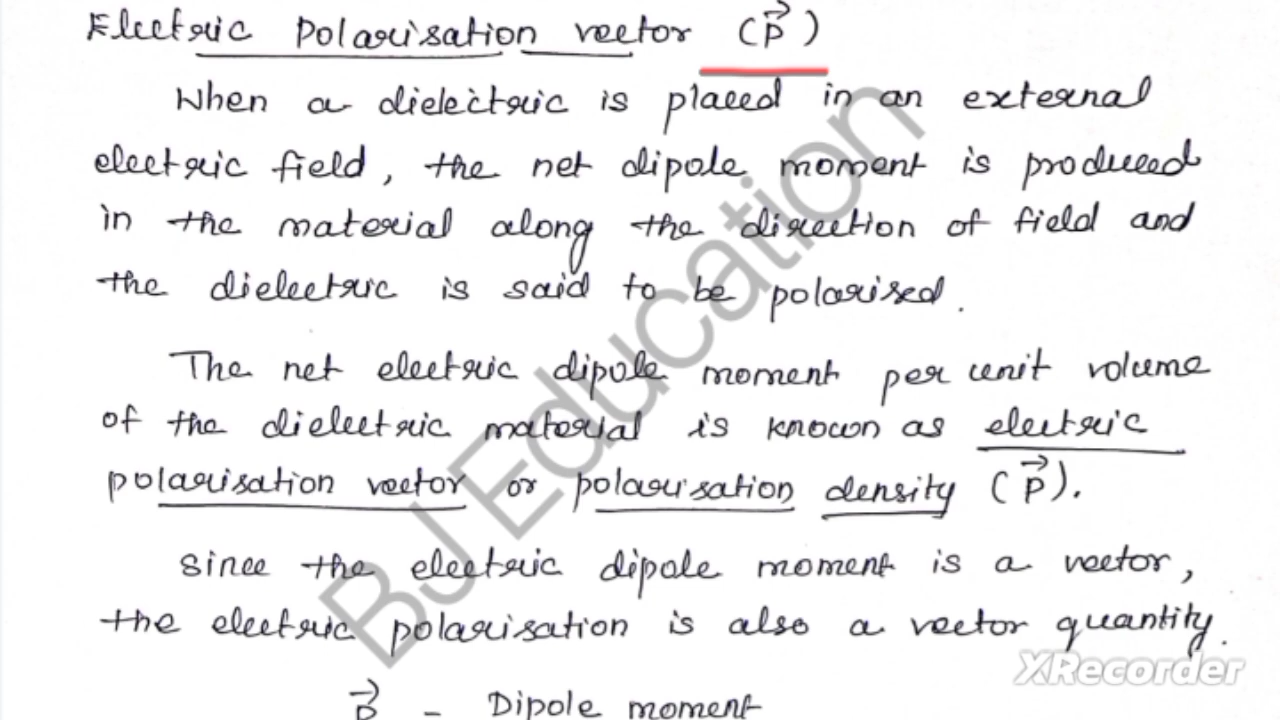 Electric Polarisation vector (P⃗)
When a dielectric is placed in an external
electric field, the net dipole moment is produced
in the material along the direction of field and
the dielectric is said to be polarised.
The net electric dipole moment per unit volume
of the dielectric material is known as electric
polarisation vector or polarisation density (P⃗).
Since the electric dipole moment is a vector,
the electric polarisation is also a vector quantity.
P⃗ = Dipole moment
BJ Education
XRecorder